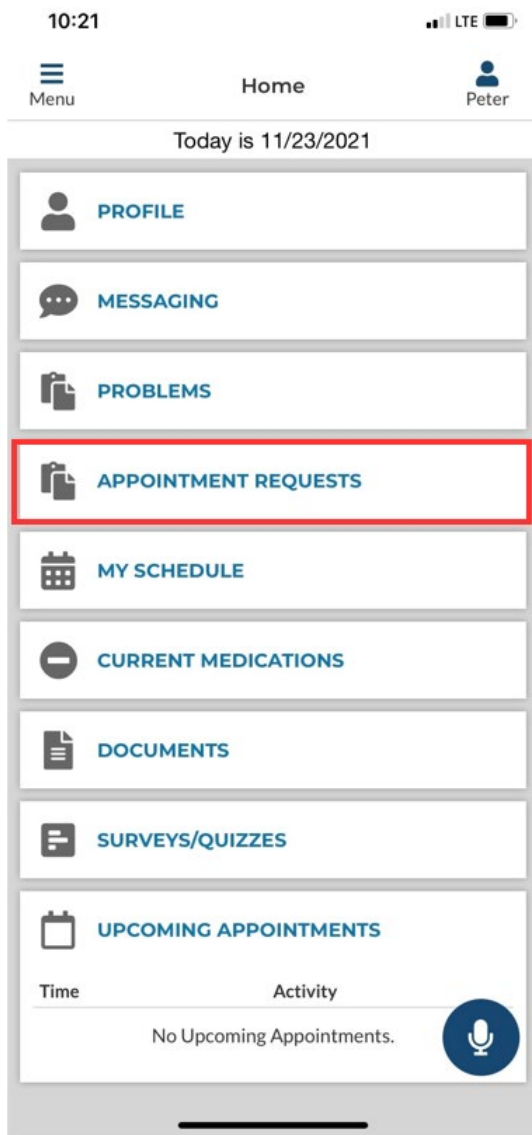 10:21
LTE
Menu
Home
Peter
Today is 11/23/2021
PROFILE
MESSAGING
PROBLEMS
APPOINTMENT REQUESTS
MY SCHEDULE
CURRENT MEDICATIONS
DOCUMENTS
SURVEYS/QUIZZES
UPCOMING APPOINTMENTS
Time Activity
No Upcoming Appointments.